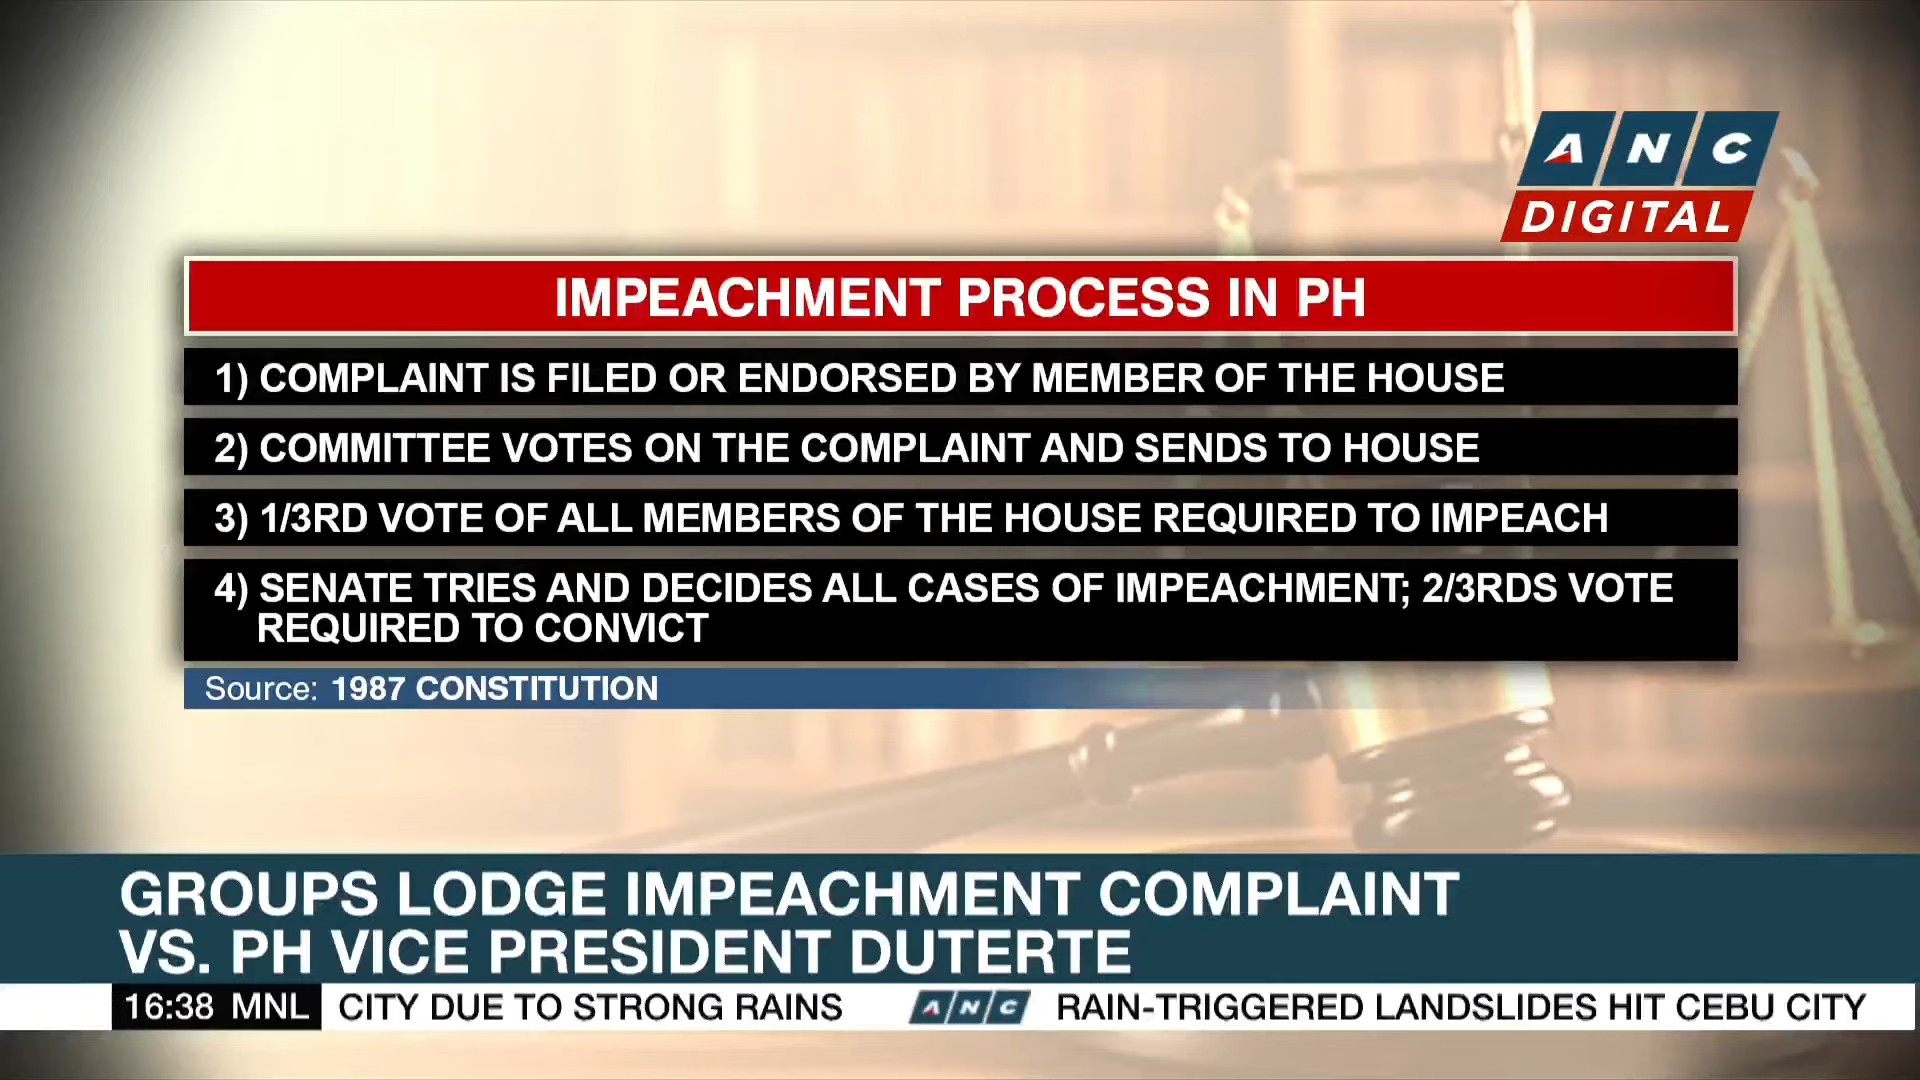 ANC
DIGITAL
IMPEACHMENT PROCESS IN PH
1) COMPLAINT IS FILED OR ENDORSED BY MEMBER OF THE HOUSE
2) COMMITTEE VOTES ON THE COMPLAINT AND SENDS TO HOUSE
3) 1/3RD VOTE OF ALL MEMBERS OF THE HOUSE REQUIRED TO IMPEACH
4) SENATE TRIES AND DECIDES ALL CASES OF IMPEACHMENT; 2/3RDS VOTE
REQUIRED TO CONVICT
Source: 1987 CONSTITUTION
GROUPS LODGE IMPEACHMENT COMPLAINT
VS. PH VICE PRESIDENT DUTERTE
16:38 MNL CITY DUE TO STRONG RAINS ANC RAIN-TRIGGERED LANDSLIDES HIT CEBU CITY